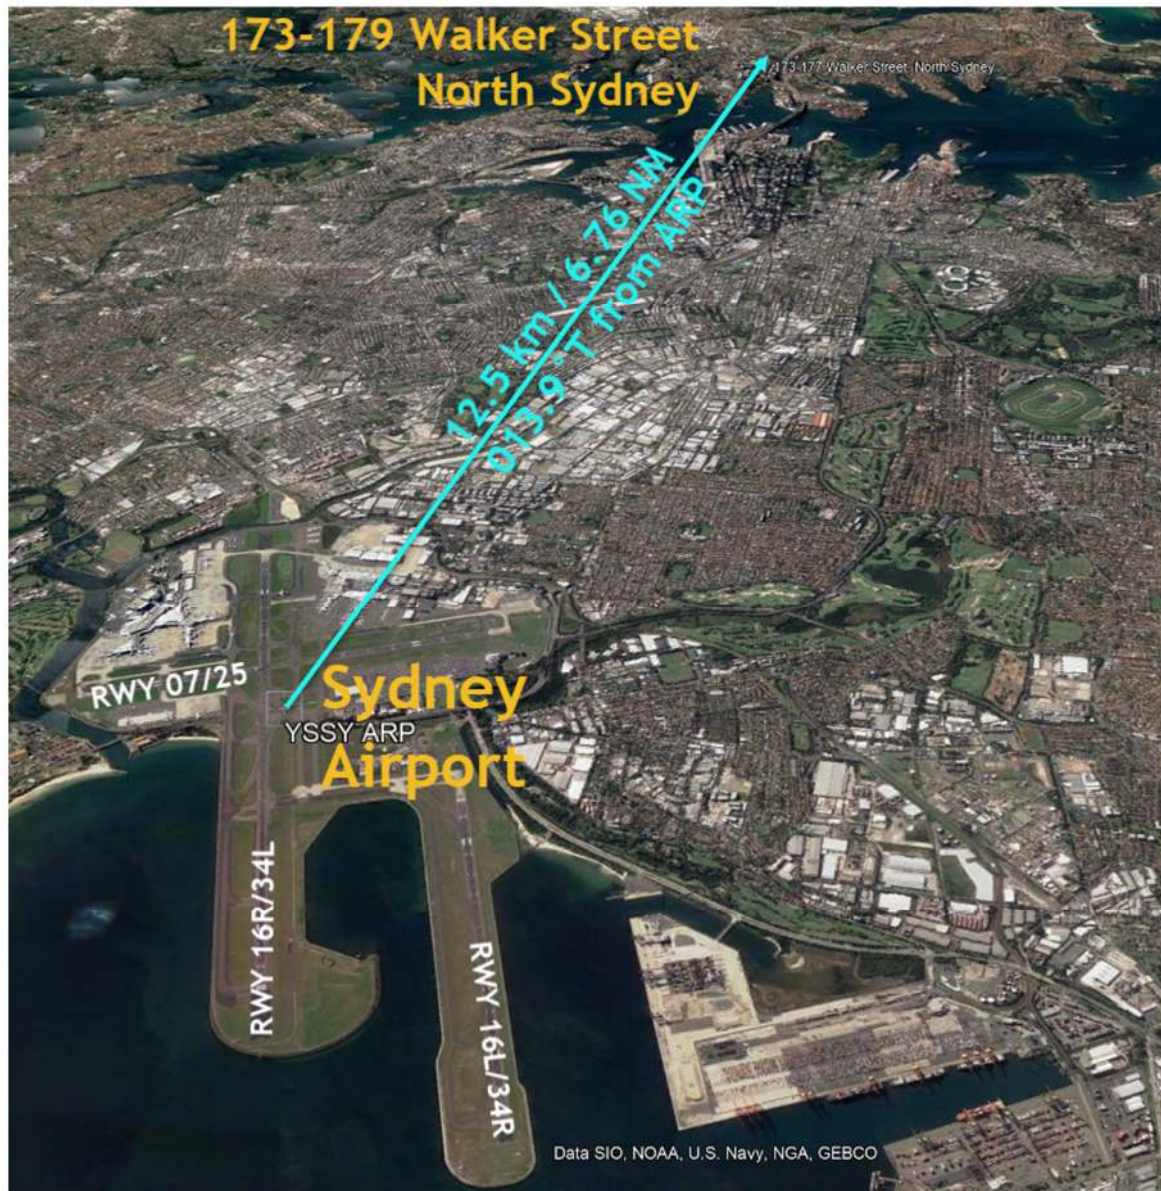 173-179 Walker Street
North Sydney
173-177 Walker Street, North Sydney
12.5 km / 6.76 NM
013.9°T from ARP
RWY 07/25
Sydney
YSSY ARP
Airport
RWY 16R/34L
RWY 16L/34R
Data SIO, NOAA, U.S. Navy, NGA, GEBCO